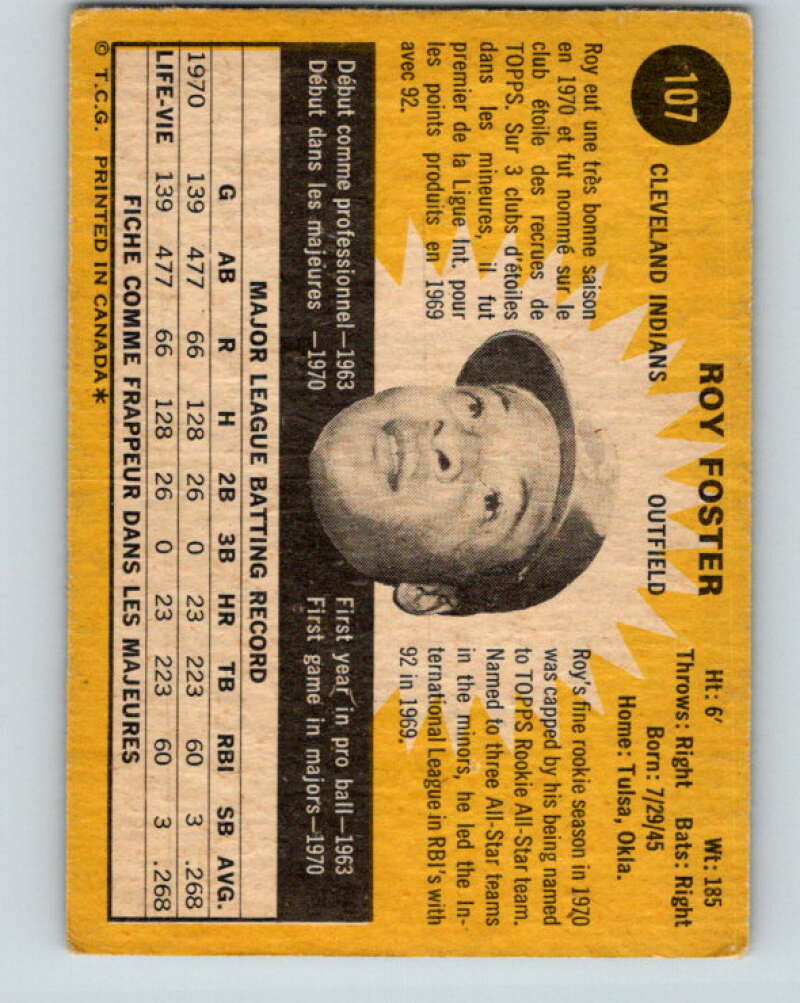 107
ROY FOSTER
CLEVELAND INDIANS OUTFIELD
Ht: 6' Wt: 185
Throws: Right Bats: Right
Born: 7/29/45
Home: Tulsa, Okla.
Roy eut une très bonne saison
en 1970 et fut nommé sur le
club étoile des recrues de
TOPPS. Sur 3 clubs d'étoiles
dans les mineures, il fut
premier de la Ligue Int. pour
les points produits en 1969
avec 92.
Roy's fine rookie season in 1970
was capped by his being named
to TOPPS Rookie All-Star team.
Named to three All-Star teams
in the minors, he led the In-
ternational League in RBI's with
92 in 1969.
Début comme professionnel—1963
Début dans les majeures —1970
First year in pro ball—1963
First game in majors—1970
MAJOR LEAGUE BATTING RECORD
G AB R H 2B 3B HR TB RBI SB AVG.
1970 139 477 66 128 26 0 23 223 60 3 .268
LIFE-VIE 139 477 66 128 26 0 23 223 60 3 .268
FICHE COMME FRAPPEUR DANS LES MAJEURES
© T.C.G. PRINTED IN CANADA*